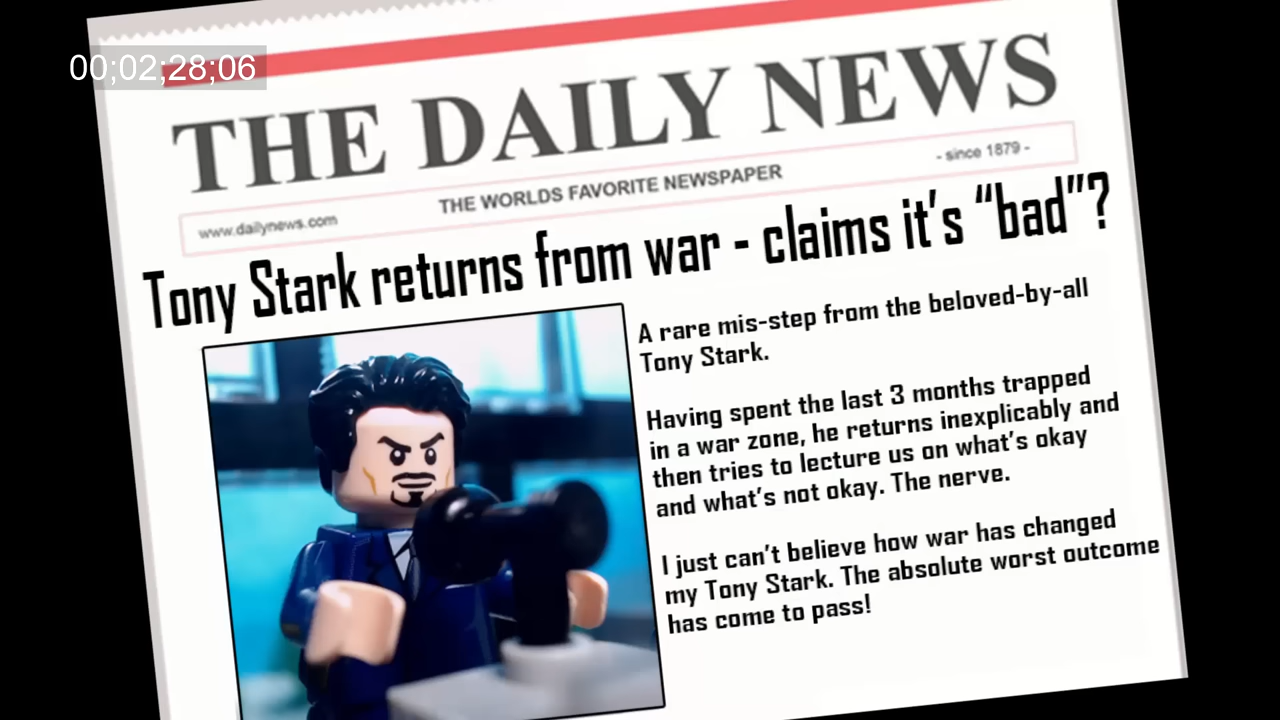 00;02;28;06
THE DAILY NEWS
www.dailynews.com
THE WORLDS FAVORITE NEWSPAPER
- since 1879 -
Tony Stark returns from war - claims it's “bad”?
A rare mis-step from the beloved-by-all
Tony Stark.
Having spent the last 3 months trapped
in a war zone, he returns inexplicably and
then tries to lecture us on what's okay
and what's not okay. The nerve.
I just can't believe how war has changed
my Tony Stark. The absolute worst outcome
has come to pass!